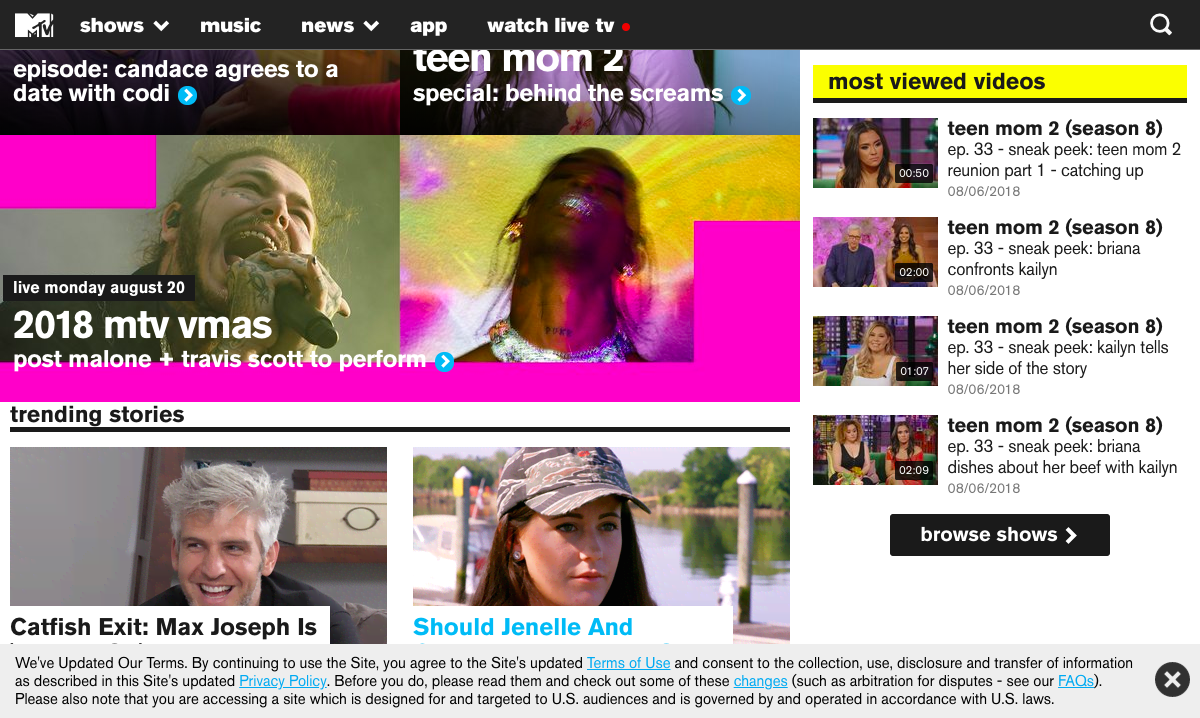 MTV
shows
music
news
app
watch live tv
episode: candace agrees to a
date with codi
teen mom 2
special: behind the screams
live monday august 20
2018 mtv vmas
post malone + travis scott to perform
trending stories
Catfish Exit: Max Joseph Is
Should Jenelle And
most viewed videos
00:50
teen mom 2 (season 8)
ep. 33 - sneak peek: teen mom 2
reunion part 1 - catching up
08/06/2018
02:00
teen mom 2 (season 8)
ep. 33 - sneak peek: briana
confronts kailyn
08/06/2018
01:07
teen mom 2 (season 8)
ep. 33 - sneak peek: kailyn tells
her side of the story
08/06/2018
02:09
teen mom 2 (season 8)
ep. 33 - sneak peek: briana
dishes about her beef with kailyn
08/06/2018
browse shows
We've Updated Our Terms. By continuing to use the Site, you agree to the Site's updated Terms of Use and consent to the collection, use, disclosure and transfer of information
as described in this Site's updated Privacy Policy. Before you do, please read them and check out some of these changes (such as arbitration for disputes - see our FAQs).
Please also note that you are accessing a site which is designed for and targeted to U.S. audiences and is governed by and operated in accordance with U.S. laws.